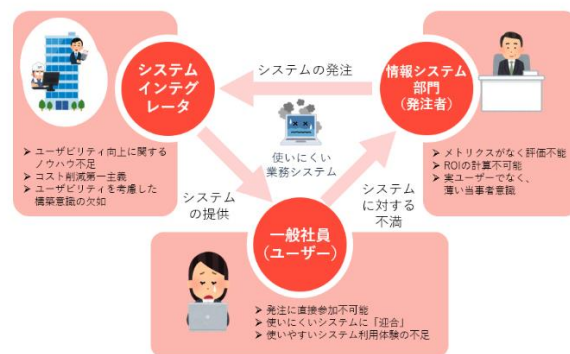 システム
インテグ
レータ
システムの発注
情報システム
部門
(発注者)
➢ ユーザビリティ向上に関する
ノウハウ不足
➢ コスト削減第一主義
➢ ユーザビリティを考慮した
構築意識の欠如
使いにくい
業務システム
➢ メトリクスがなく評価不能
➢ ROIの計算不可能
➢ 実ユーザーでなく、
薄い当事者意識
システム
の提供
システム
に対する
不満
一般社員
(ユーザー)
➢ 発注に直接参加不可能
➢ 使いにくいシステムに「迎合」
➢ 使いやすいシステム利用体験の不足